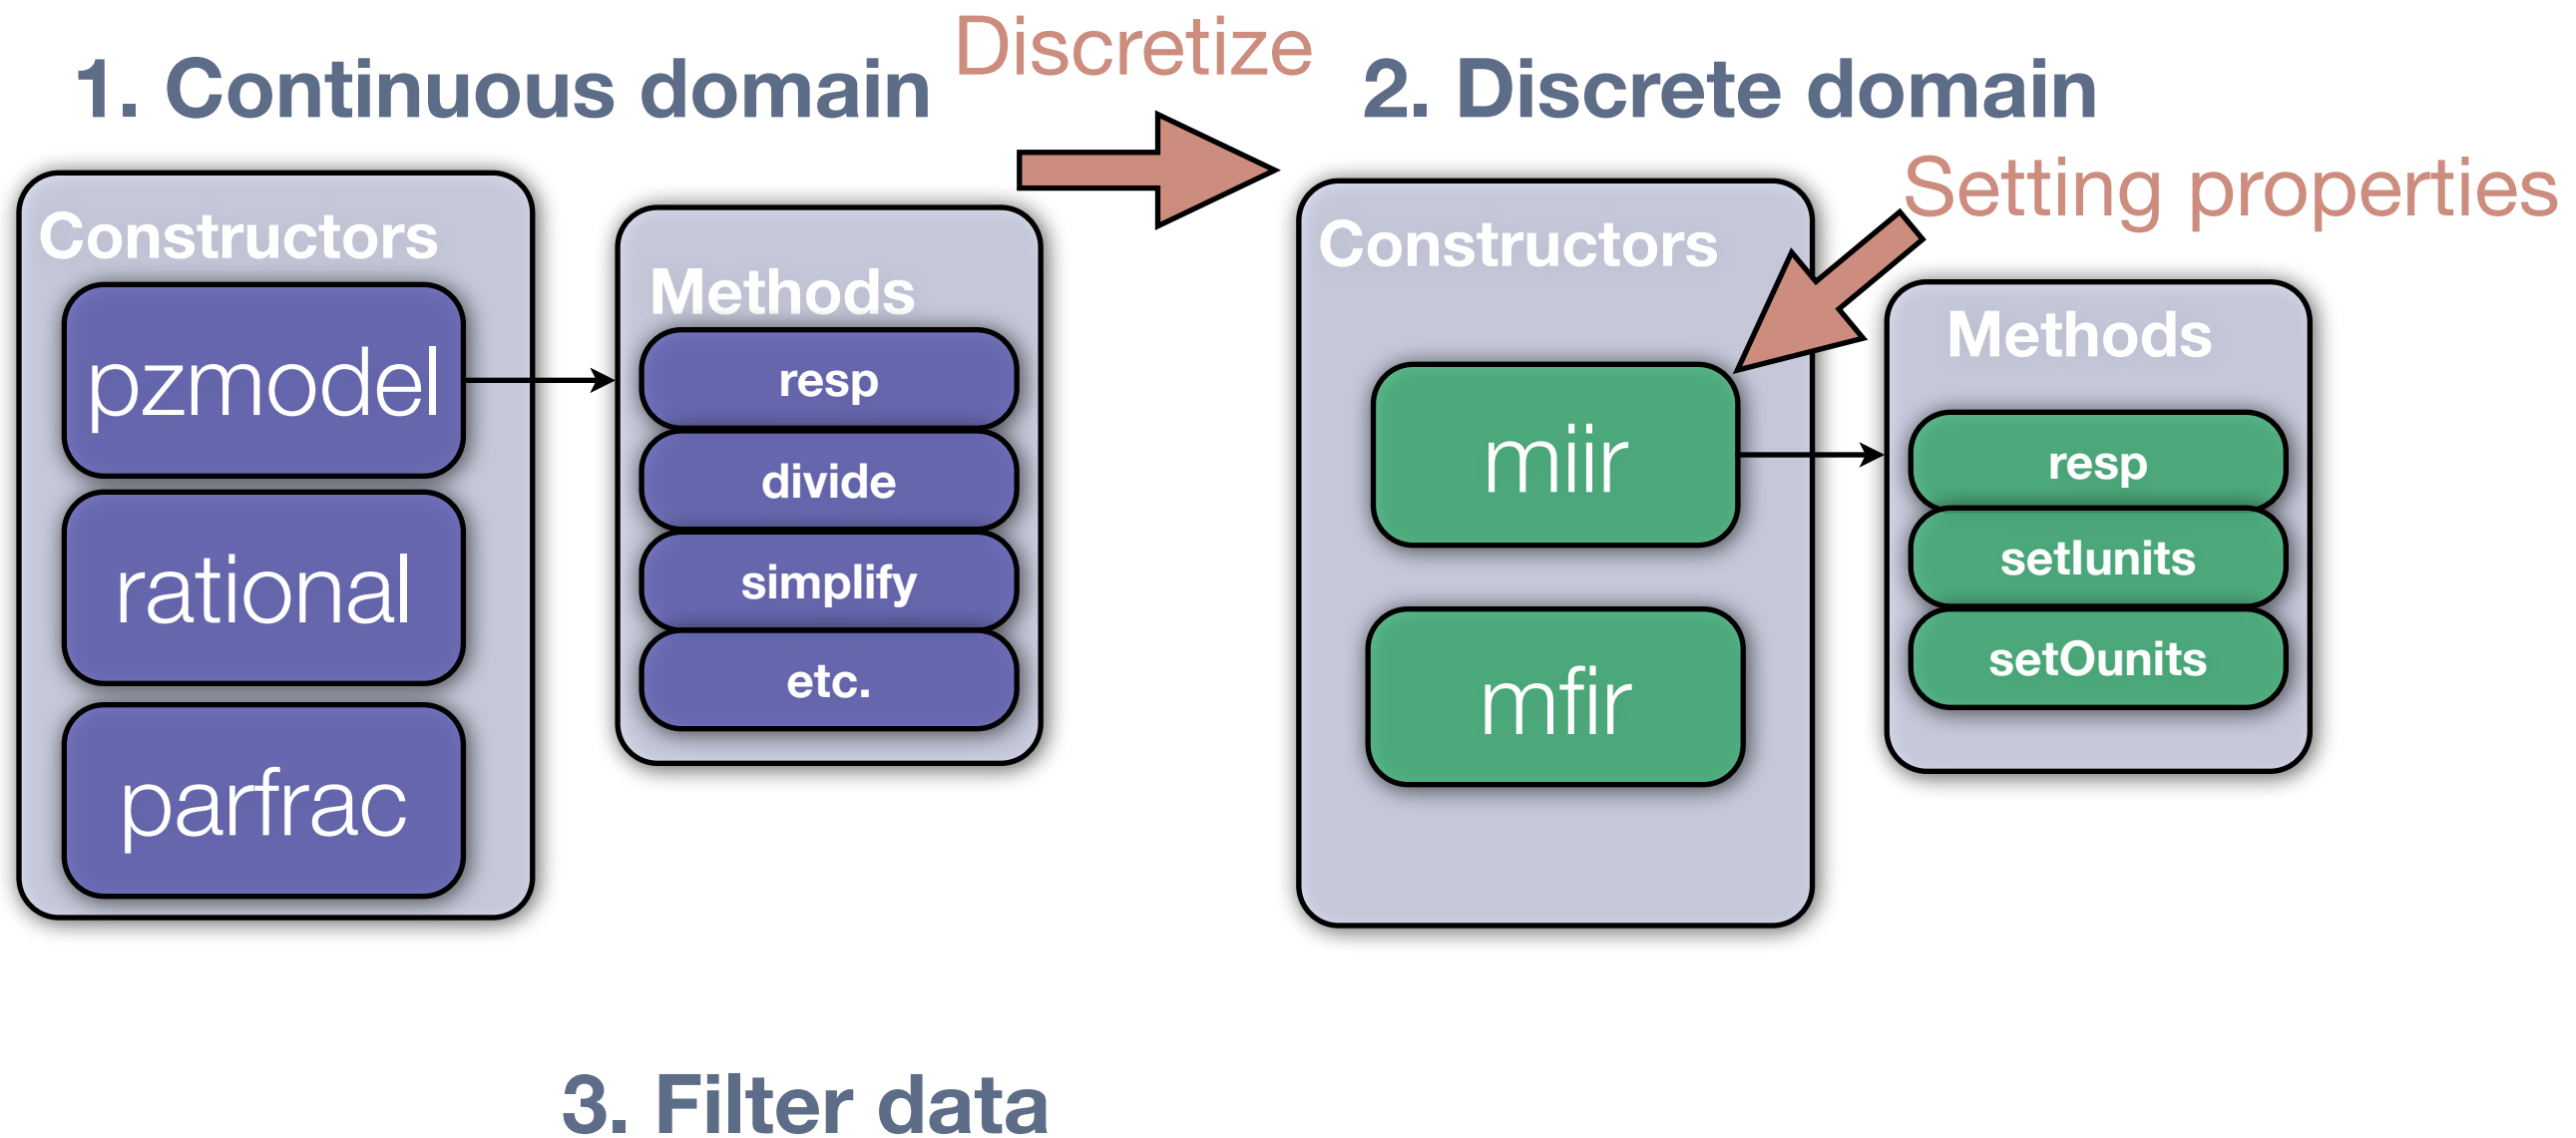 1. Continuous domain
Discretize
2. Discrete domain
Setting properties
Constructors
pzmodel
rational
parfrac
Methods
resp
divide
simplify
etc.
Constructors
miir
mfir
Methods
resp
setIunits
setOunits
3. Filter data